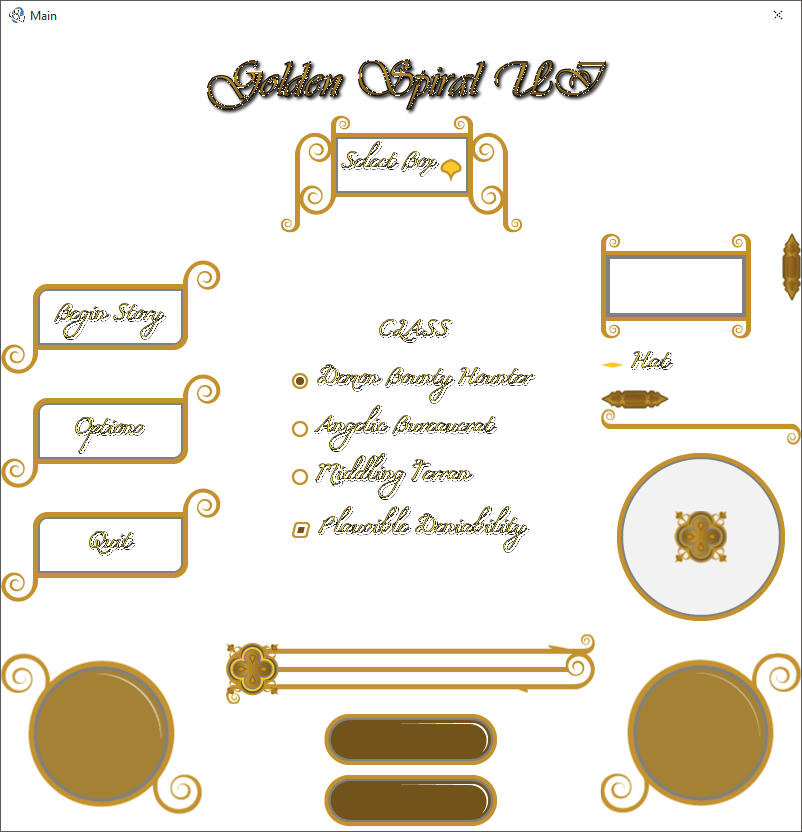 Main
Golden Spiral UI
Select Box
Begin Story
Options
Quit
CLASS
Demon Bounty Hounter
Angelic Bureaucrat
Middling Terran
Plausible Deniability
Hat